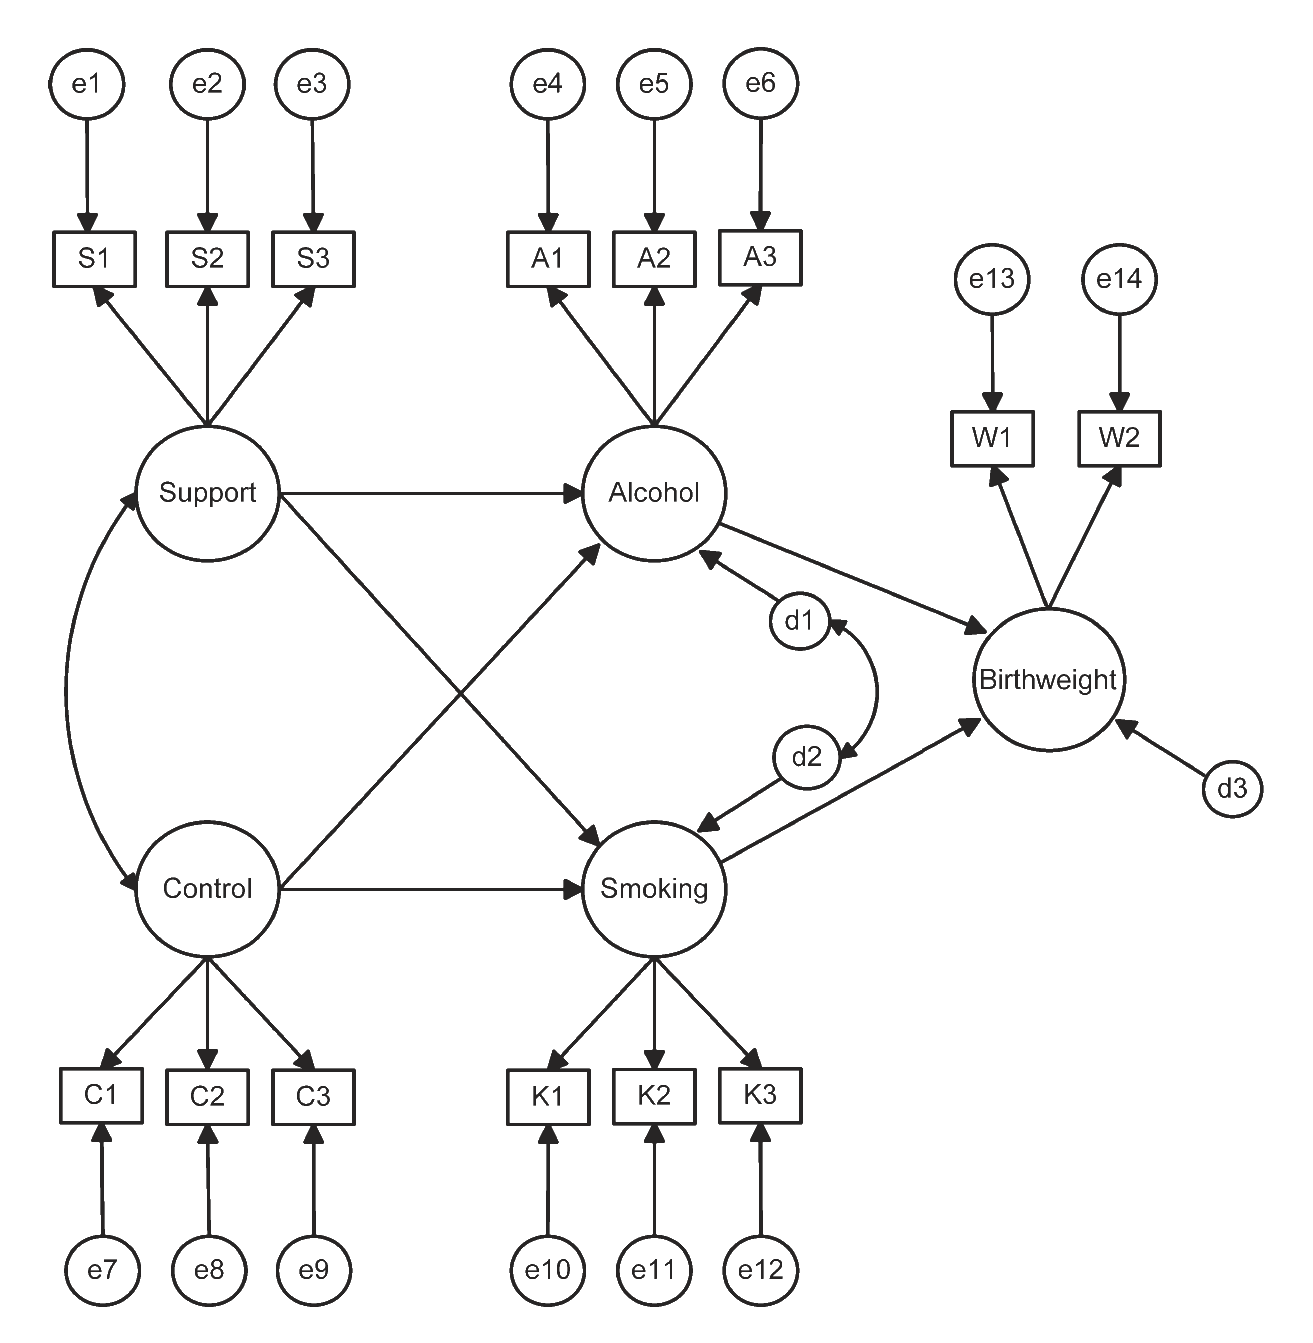 e1
e2
e3
e4
e5
e6
S1
S2
S3
A1
A2
A3
e13
e14
W1
W2
Support
Alcohol
d1
Birthweight
d2
d3
Control
Smoking
C1
C2
C3
K1
K2
K3
e7
e8
e9
e10
e11
e12